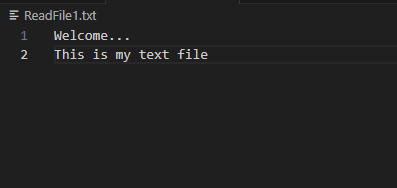 ReadFile1.txt
1 Welcome...
2 This is my text file